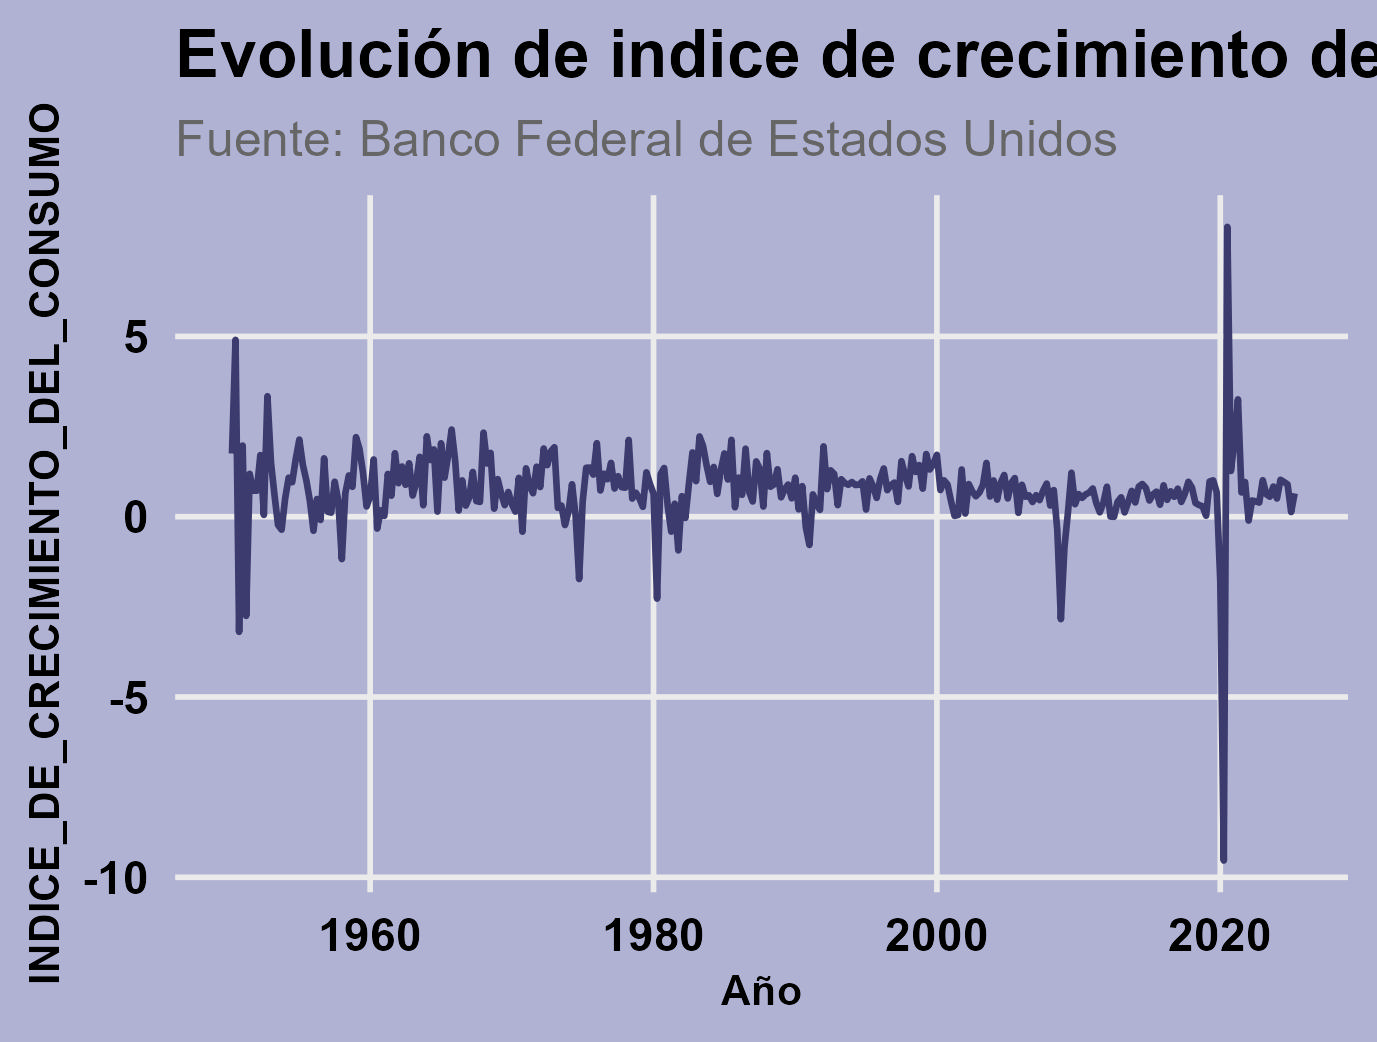 Evolución de indice de crecimiento de
Fuente: Banco Federal de Estados Unidos
INDICE_DE_CRECIMIENTO_DEL_CONSUMO
5
0
-5
-10
1960
1980
2000
2020
Año